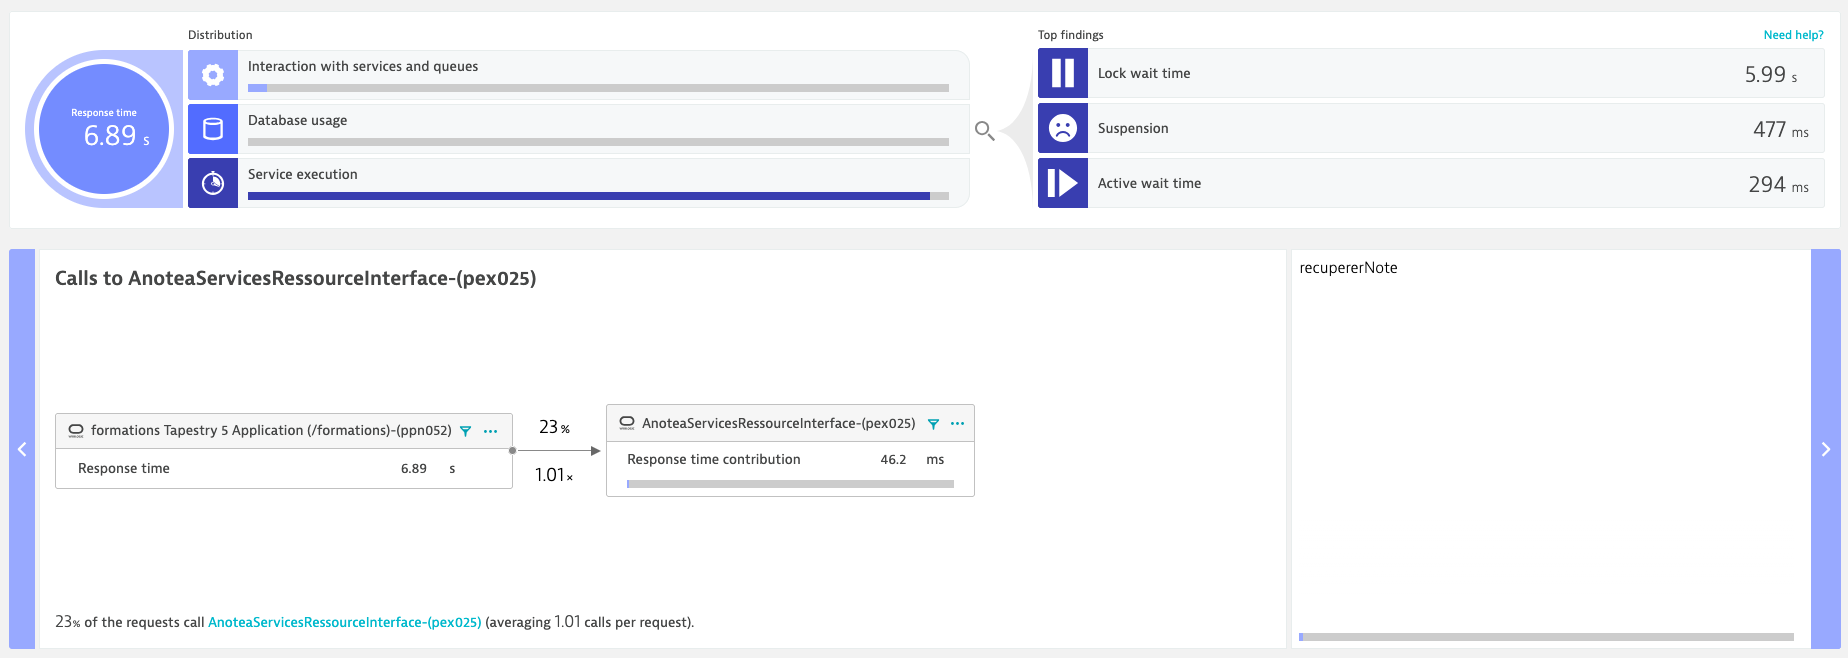 Distribution
Response time
6.89 s
Interaction with services and queues
Database usage
Service execution
Top findings
Need help?
Lock wait time
5.99 s
Suspension
477 ms
Active wait time
294 ms
Calls to AnoteaServicesRessourceInterface-(pex025)
formations Tapestry 5 Application (/formations)-(ppn052)
Response time 6.89 s
23 %
1.01 x
AnoteaServicesRessourceInterface-(pex025)
Response time contribution 46.2 ms
23% of the requests call AnoteaServicesRessourceInterface-(pex025) (averaging 1.01 calls per request).
recupererNote